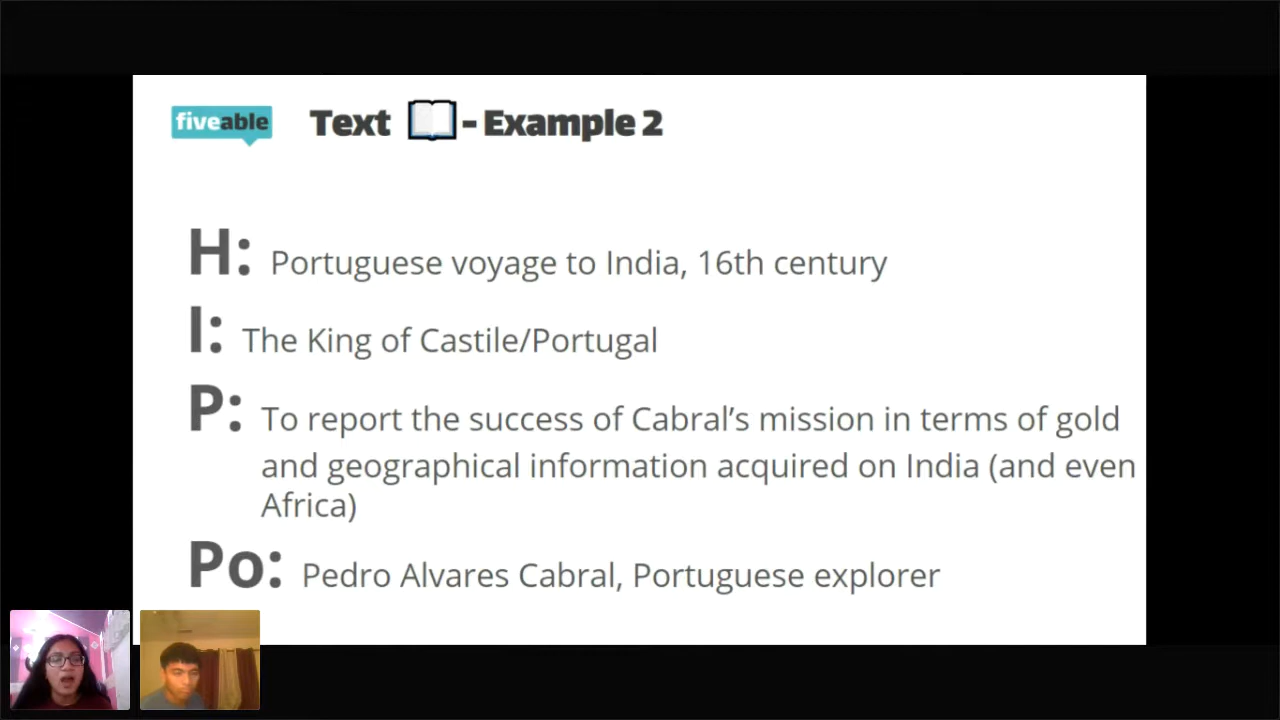 fiveable
Text - Example 2
H: Portuguese voyage to India, 16th century
I: The King of Castile/Portugal
P: To report the success of Cabral’s mission in terms of gold
and geographical information acquired on India (and even
Africa)
Po: Pedro Alvares Cabral, Portuguese explorer